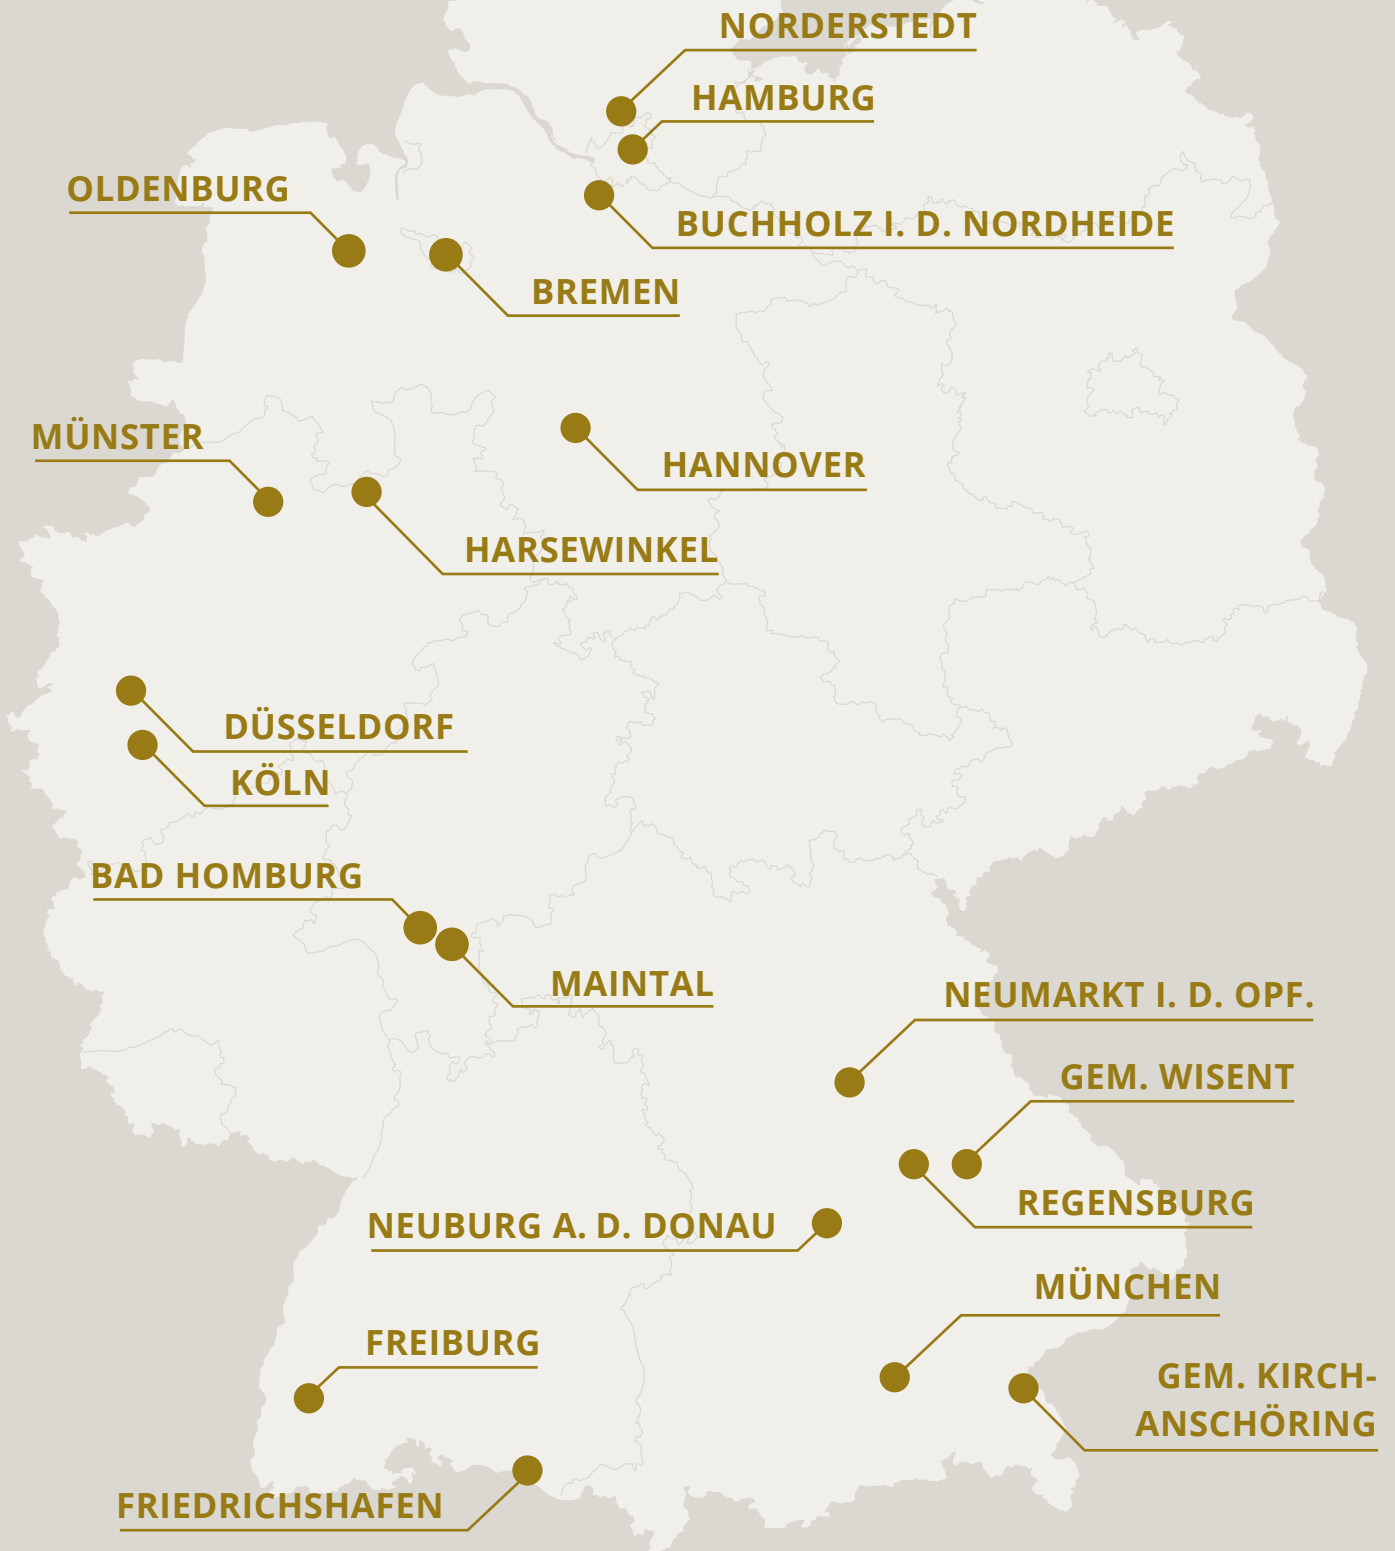 NORDERSTEDT
HAMBURG
OLDENBURG
BUCHHOLZ I. D. NORDHEIDE
BREMEN
MÜNSTER
HANNOVER
HARSEWINKEL
DÜSSELDORF
KÖLN
BAD HOMBURG
MAINTAL
NEUMARKT I. D. OPF.
GEM. WISENT
REGENSBURG
NEUBURG A. D. DONAU
MÜNCHEN
FREIBURG
GEM. KIRCH-
ANSCHÖRING
FRIEDRICHSHAFEN